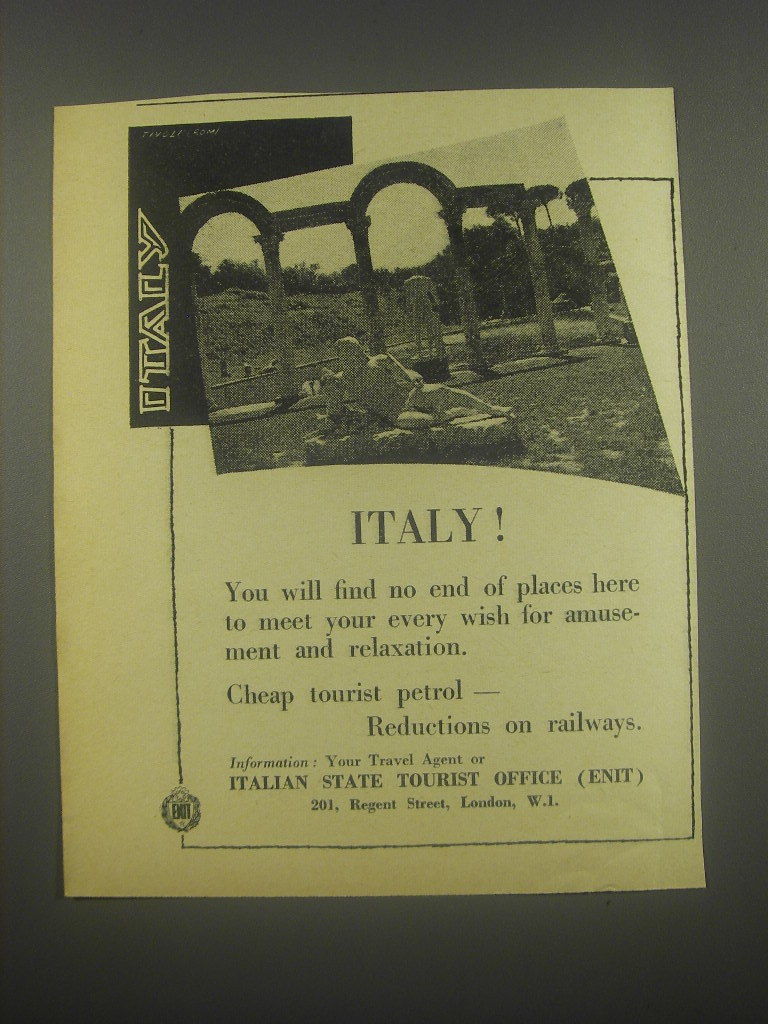 TIVOLI (ROMA)
ITALY
ITALY !
You will find no end of places here
to meet your every wish for amuse-
ment and relaxation.
Cheap tourist petrol —
Reductions on railways.
Information : Your Travel Agent or
ITALIAN STATE TOURIST OFFICE (ENIT)
201, Regent Street, London, W.1.
ENIT